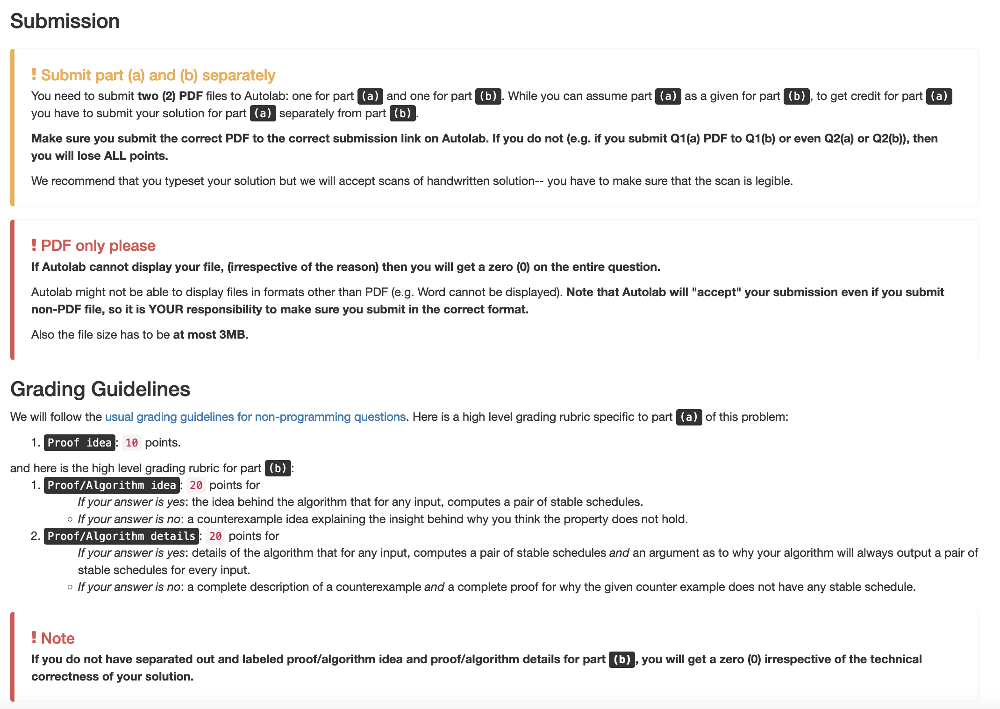 Submission
! Submit part (a) and (b) separately
You need to submit two (2) PDF files to Autolab: one for part (a) and one for part (b). While you can assume part (a) as a given for part (b), to get credit for part (a)
you have to submit your solution for part (a) separately from part (b).
Make sure you submit the correct PDF to the correct submission link on Autolab. If you do not (e.g. if you submit Q1(a) PDF to Q1(b) or even Q2(a) or Q2(b)), then
you will lose ALL points.
We recommend that you typeset your solution but we will accept scans of handwritten solution-- you have to make sure that the scan is legible.
! PDF only please
If Autolab cannot display your file, (irrespective of the reason) then you will get a zero (0) on the entire question.
Autolab might not be able to display files in formats other than PDF (e.g. Word cannot be displayed). Note that Autolab will "accept" your submission even if you submit
non-PDF file, so it is YOUR responsibility to make sure you submit in the correct format.
Also the file size has to be at most 3MB.
Grading Guidelines
We will follow the usual grading guidelines for non-programming questions. Here is a high level grading rubric specific to part (a) of this problem:
1. Proof idea: 10 points.
and here is the high level grading rubric for part (b):
1. Proof/Algorithm idea: 20 points for
If your answer is yes: the idea behind the algorithm that for any input, computes a pair of stable schedules.
◦ If your answer is no: a counterexample idea explaining the insight behind why you think the property does not hold.
2. Proof/Algorithm details: 20 points for
If your answer is yes: details of the algorithm that for any input, computes a pair of stable schedules and an argument as to why your algorithm will always output a pair of
stable schedules for every input.
◦ If your answer is no: a complete description of a counterexample and a complete proof for why the given counter example does not have any stable schedule.
! Note
If you do not have separated out and labeled proof/algorithm idea and proof/algorithm details for part (b), you will get a zero (0) irrespective of the technical
correctness of your solution.